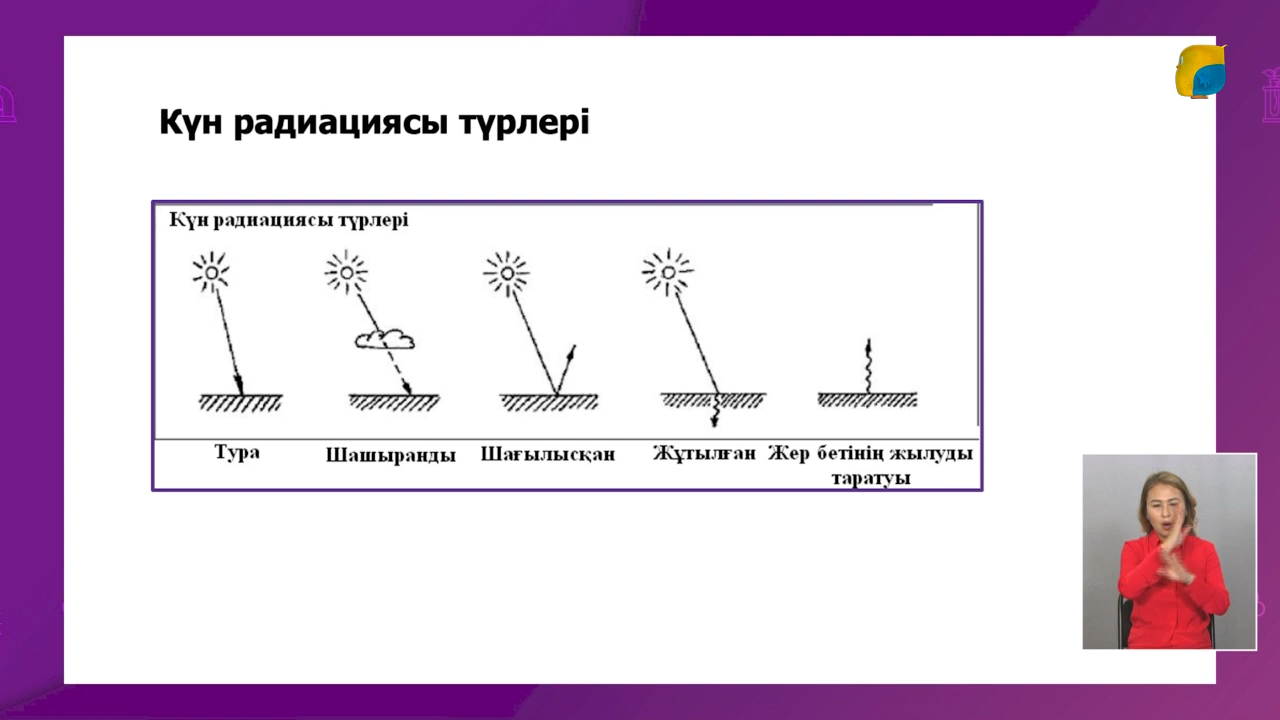 Күн радиациясы түрлері
Күн радиациясы түрлері
Тура
Шашыранды
Шағылысқан
Жұтылған
Жер бетінің жылуды
таратуы